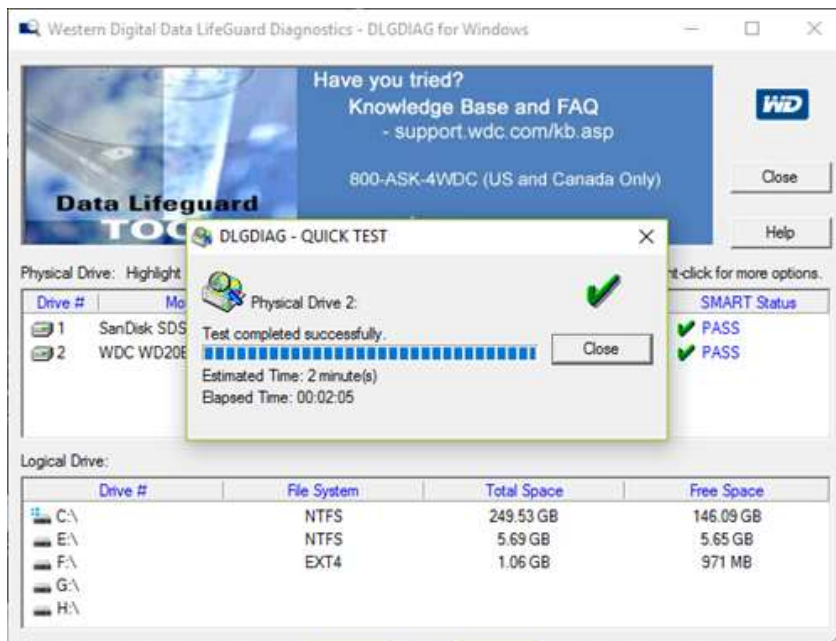 Western Digital Data LifeGuard Diagnostics - DLGDIAG for Windows
Have you tried?
Knowledge Base and FAQ
- support.wdc.com/kb.asp
800-ASK-4WDC (US and Canada Only)
Data Lifeguard
WD
Close
Help
DLGDIAG - QUICK TEST
Physical Drive 2:
Test completed successfully.
Close
Estimated Time: 2 minute(s)
Elapsed Time: 00:02:05
Physical Drive: Highlight
for more options.
Drive # SMART Status
1 SanDisk SDS PASS
2 WDC PASS
Logical Drive:
Drive # File System Total Space Free Space
C:\ NTFS 249.53 GB 146.09 GB
E:\ NTFS 5.69 GB 5.65 GB
F:\ EXT4 1.06 GB 971 MB
G:\
H:\